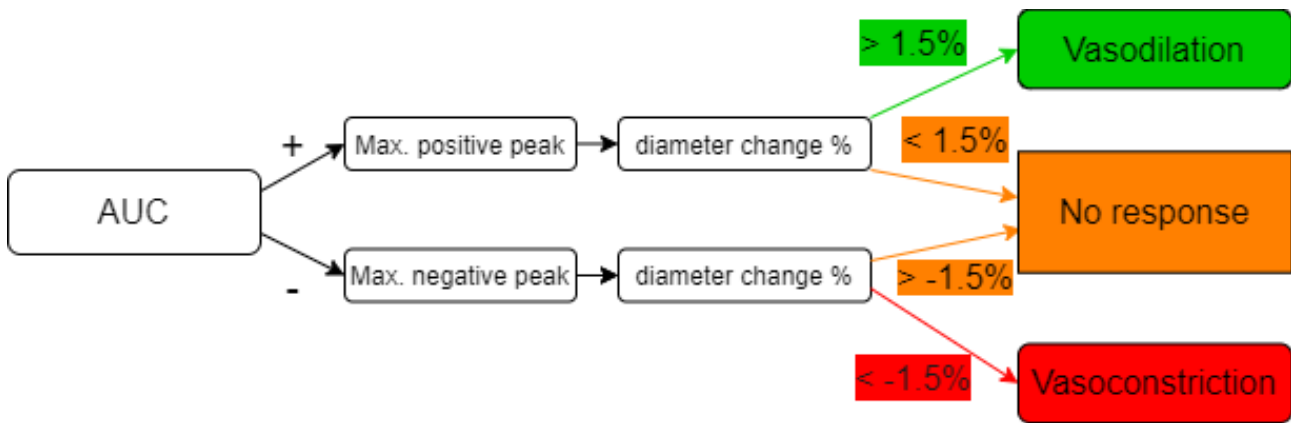 > 1.5%
Vasodilation
+
Max. positive peak
diameter change %
< 1.5%
AUC
No response
-
Max. negative peak
diameter change %
> -1.5%
< -1.5%
Vasoconstriction